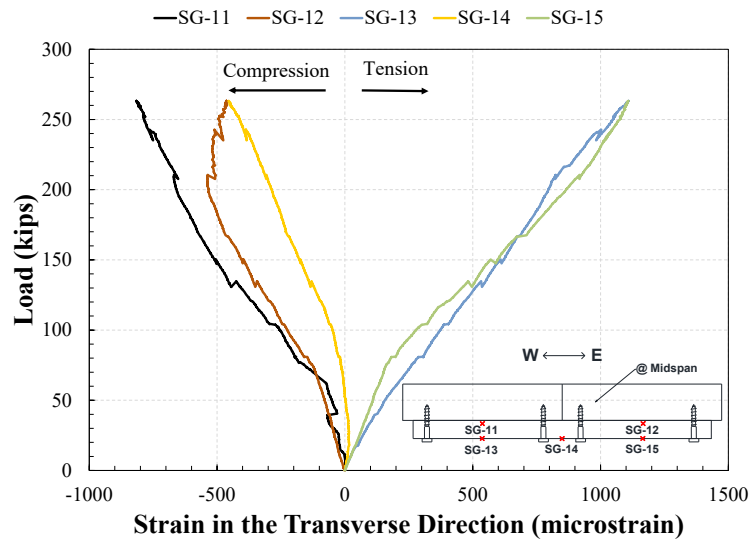 SG-11 SG-12 SG-13 SG-14 SG-15
300
Compression Tension
250
200
150
100
50
0
Load (kips)
W E
@ Midspan
SG-11 SG-12
SG-13 SG-14 SG-15
-1000 -500 0 500 1000 1500
Strain in the Transverse Direction (microstrain)